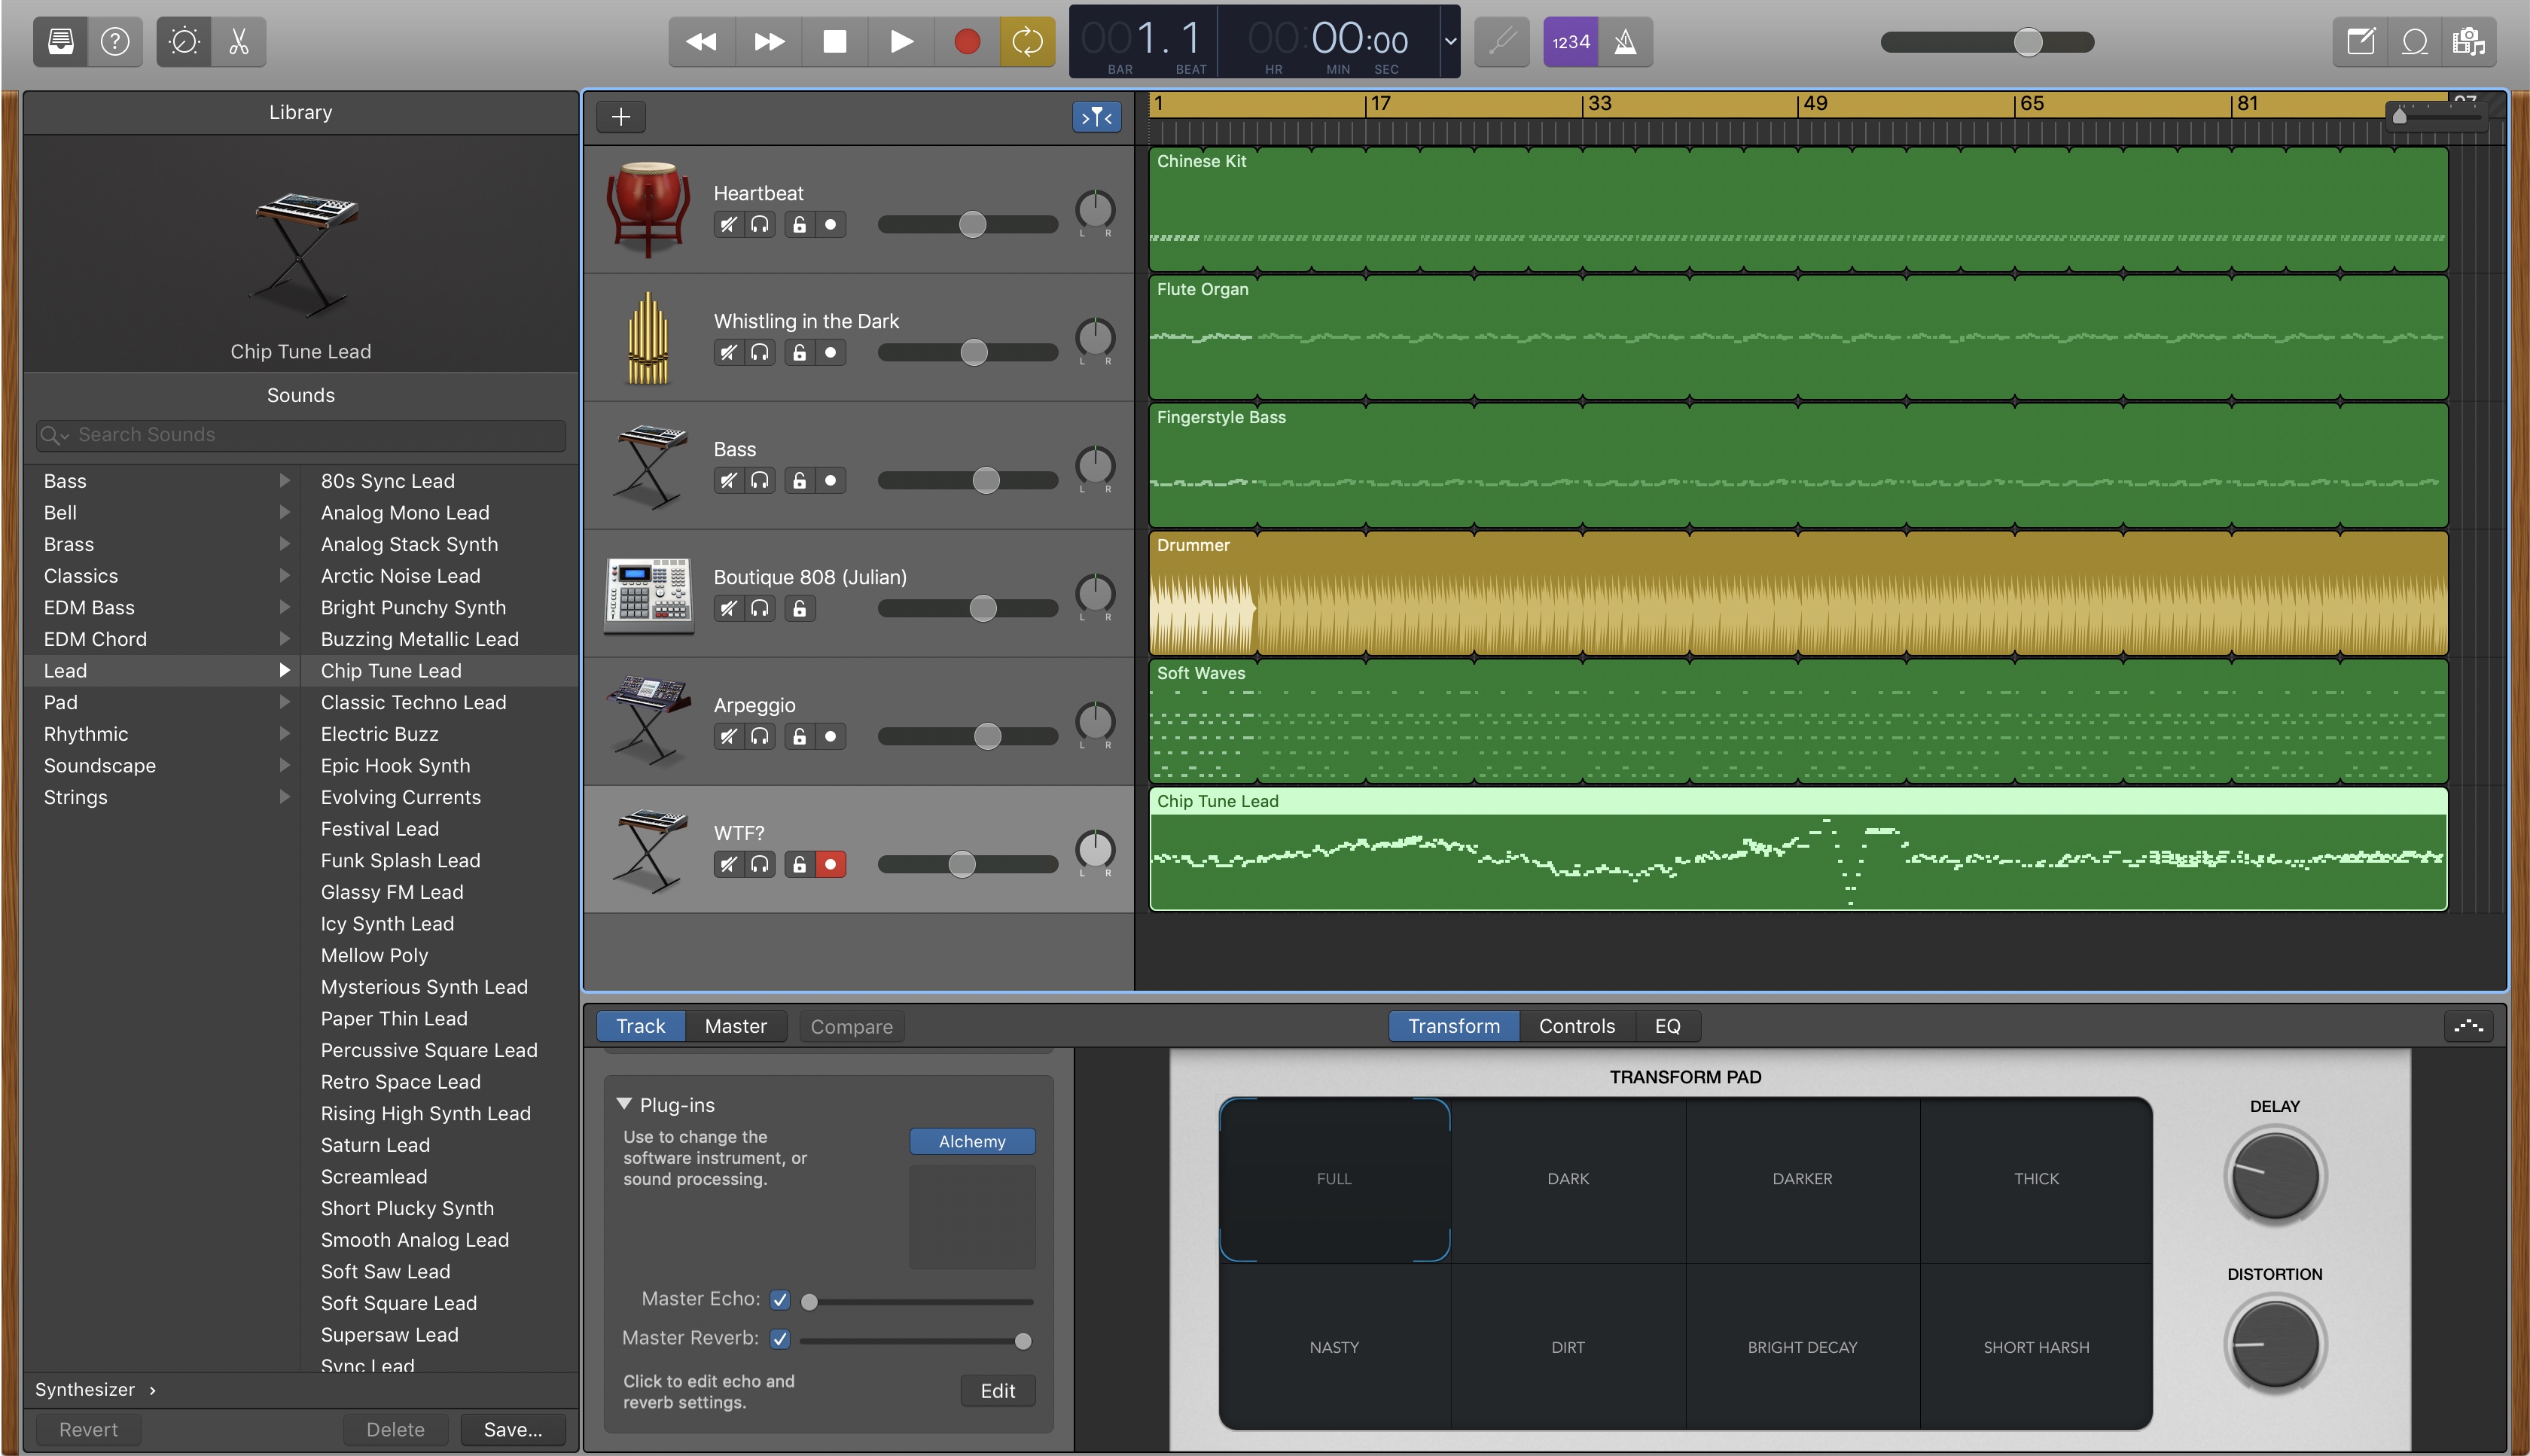 001. 1
00:00:00
BAR BEAT HR MIN SEC
1234
Library
Chip Tune Lead
Sounds
Search Sounds
Bass
Bell
Brass
Classics
EDM Bass
EDM Chord
Lead
Pad
Rhythmic
Soundscape
Strings
80s Sync Lead
Analog Mono Lead
Analog Stack Synth
Arctic Noise Lead
Bright Punchy Synth
Buzzing Metallic Lead
Chip Tune Lead
Classic Techno Lead
Electric Buzz
Epic Hook Synth
Evolving Currents
Festival Lead
Funk Splash Lead
Glassy FM Lead
Icy Synth Lead
Mellow Poly
Mysterious Synth Lead
Paper Thin Lead
Percussive Square Lead
Retro Space Lead
Rising High Synth Lead
Saturn Lead
Screamlead
Short Plucky Synth
Smooth Analog Lead
Soft Saw Lead
Soft Square Lead
Supersaw Lead
Sync Lead
Synthesizer ›
Revert Delete Save...
1 17 33 49 65 81 97
Heartbeat
L R
Chinese Kit
Whistling in the Dark
L R
Flute Organ
Bass
L R
Fingerstyle Bass
Boutique 808 (Julian)
L R
Drummer
Arpeggio
L R
Soft Waves
WTF?
L R
Chip Tune Lead
Track Master Compare
Transform Controls EQ
Plug-ins
Use to change the
software instrument, or
sound processing.
Alchemy
Master Echo:
Master Reverb:
Click to edit echo and
reverb settings.
Edit
TRANSFORM PAD
FULL DARK DARKER THICK
NASTY DIRT BRIGHT DECAY SHORT HARSH
DELAY
DISTORTION